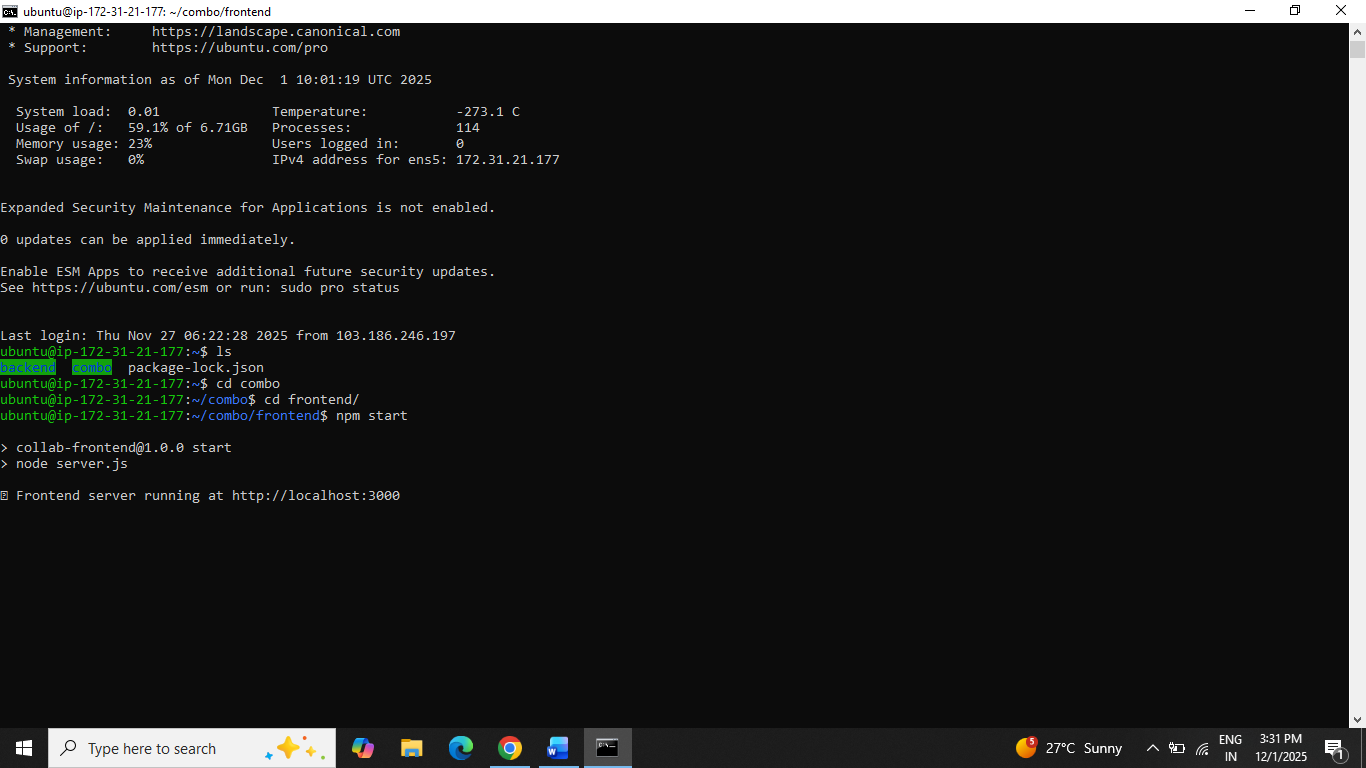 ubuntu@ip-172-31-21-177: ~/combo/frontend
 * Management:     https://landscape.canonical.com
 * Support:        https://ubuntu.com/pro
 System information as of Mon Dec  1 10:01:19 UTC 2025
  System load:  0.01                Temperature:           -273.1 C
  Usage of /:   59.1% of 6.71GB   Processes:             114
  Memory usage: 23%                Users logged in:       0
  Swap usage:   0%                 IPv4 address for ens5: 172.31.21.177
Expanded Security Maintenance for Applications is not enabled.
0 updates can be applied immediately.
Enable ESM Apps to receive additional future security updates.
See https://ubuntu.com/esm or run: sudo pro status
Last login: Thu Nov 27 06:22:28 2025 from 103.186.246.197
ubuntu@ip-172-31-21-177:~$ ls
backend  combo  package-lock.json
ubuntu@ip-172-31-21-177:~$ cd combo
ubuntu@ip-172-31-21-177:~/combo$ cd frontend/
ubuntu@ip-172-31-21-177:~/combo/frontend$ npm start
> collab-frontend@1.0.0 start
> node server.js
Frontend server running at http://localhost:3000
Type here to search
5
27°C  Sunny
ENG
IN
3:31 PM
12/1/2025
1